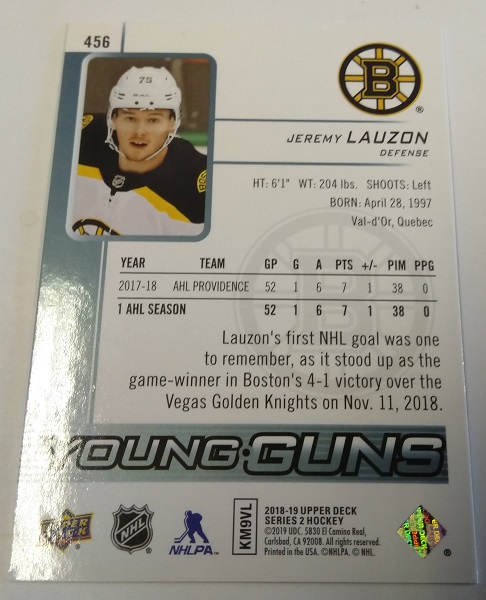 456
75
B
®
JEREMY LAUZON
DEFENSE
HT: 6'1" WT: 204 lbs. SHOOTS: Left
BORN: April 28, 1997
Val-d'Or, Quebec
YEAR TEAM GP G A PTS +/- PIM PPG
2017-18 AHL PROVIDENCE 52 1 6 7 1 38 0
1 AHL SEASON 52 1 6 7 1 38 0
Lauzon's first NHL goal was one
to remember, as it stood up as the
game-winner in Boston's 4-1 victory over the
Vegas Golden Knights on Nov. 11, 2018.
YOUNG·GUNS
UPPER DECK
NHL
NHLPA
KM9VL
2018-19 UPPER DECK
SERIES 2 HOCKEY
©2019 UDC. 5830 El Camino Real,
Carlsbad, CA 92008. All rights reserved.
Printed in the USA. ©NHLPA. © NHL.
®